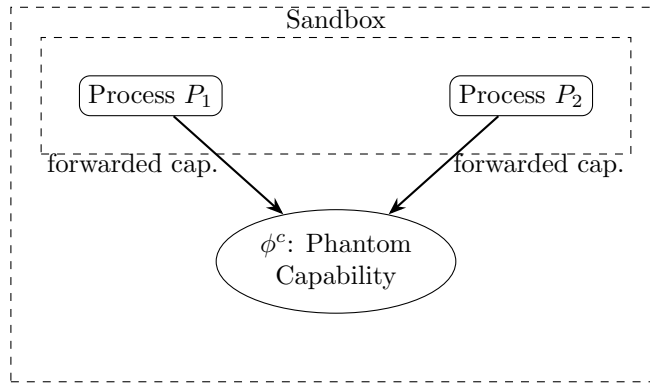 Sandbox
Process P₁
Process P₂
forwarded cap.
forwarded cap.
ϕᶜ: Phantom
Capability